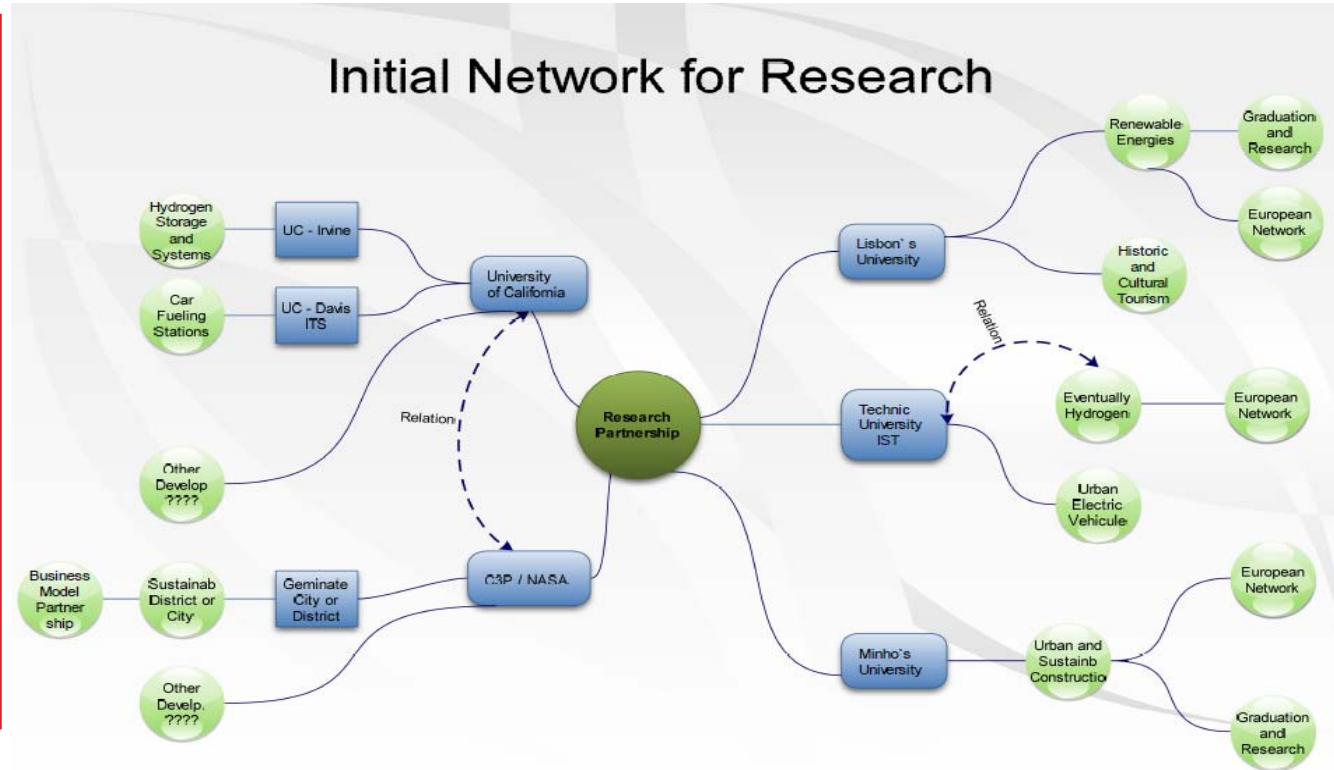 Initial Network for Research
Hydrogen
Storage
and
Systems
UC - Irvine
Car
Fueling
Stations
UC - Davis
ITS
University
of California
Other
Develop
????
Relation
Business
Model
Partner
ship
Sustainab
District or
City
Geminate
City or
District
C3P / NASA
Other
Develp.
????
Research
Partnership
Lisbon`s
University
Renewable
Energies
Graduation
and
Research
European
Network
Historic
and
Cultural
Tourism
Relation
Technic
University
IST
Eventually
Hydrogen
European
Network
Urban
Electric
Vehicule
Minho`s
University
Urban and
Sustainb
Constructio
European
Network
Graduation
and
Research